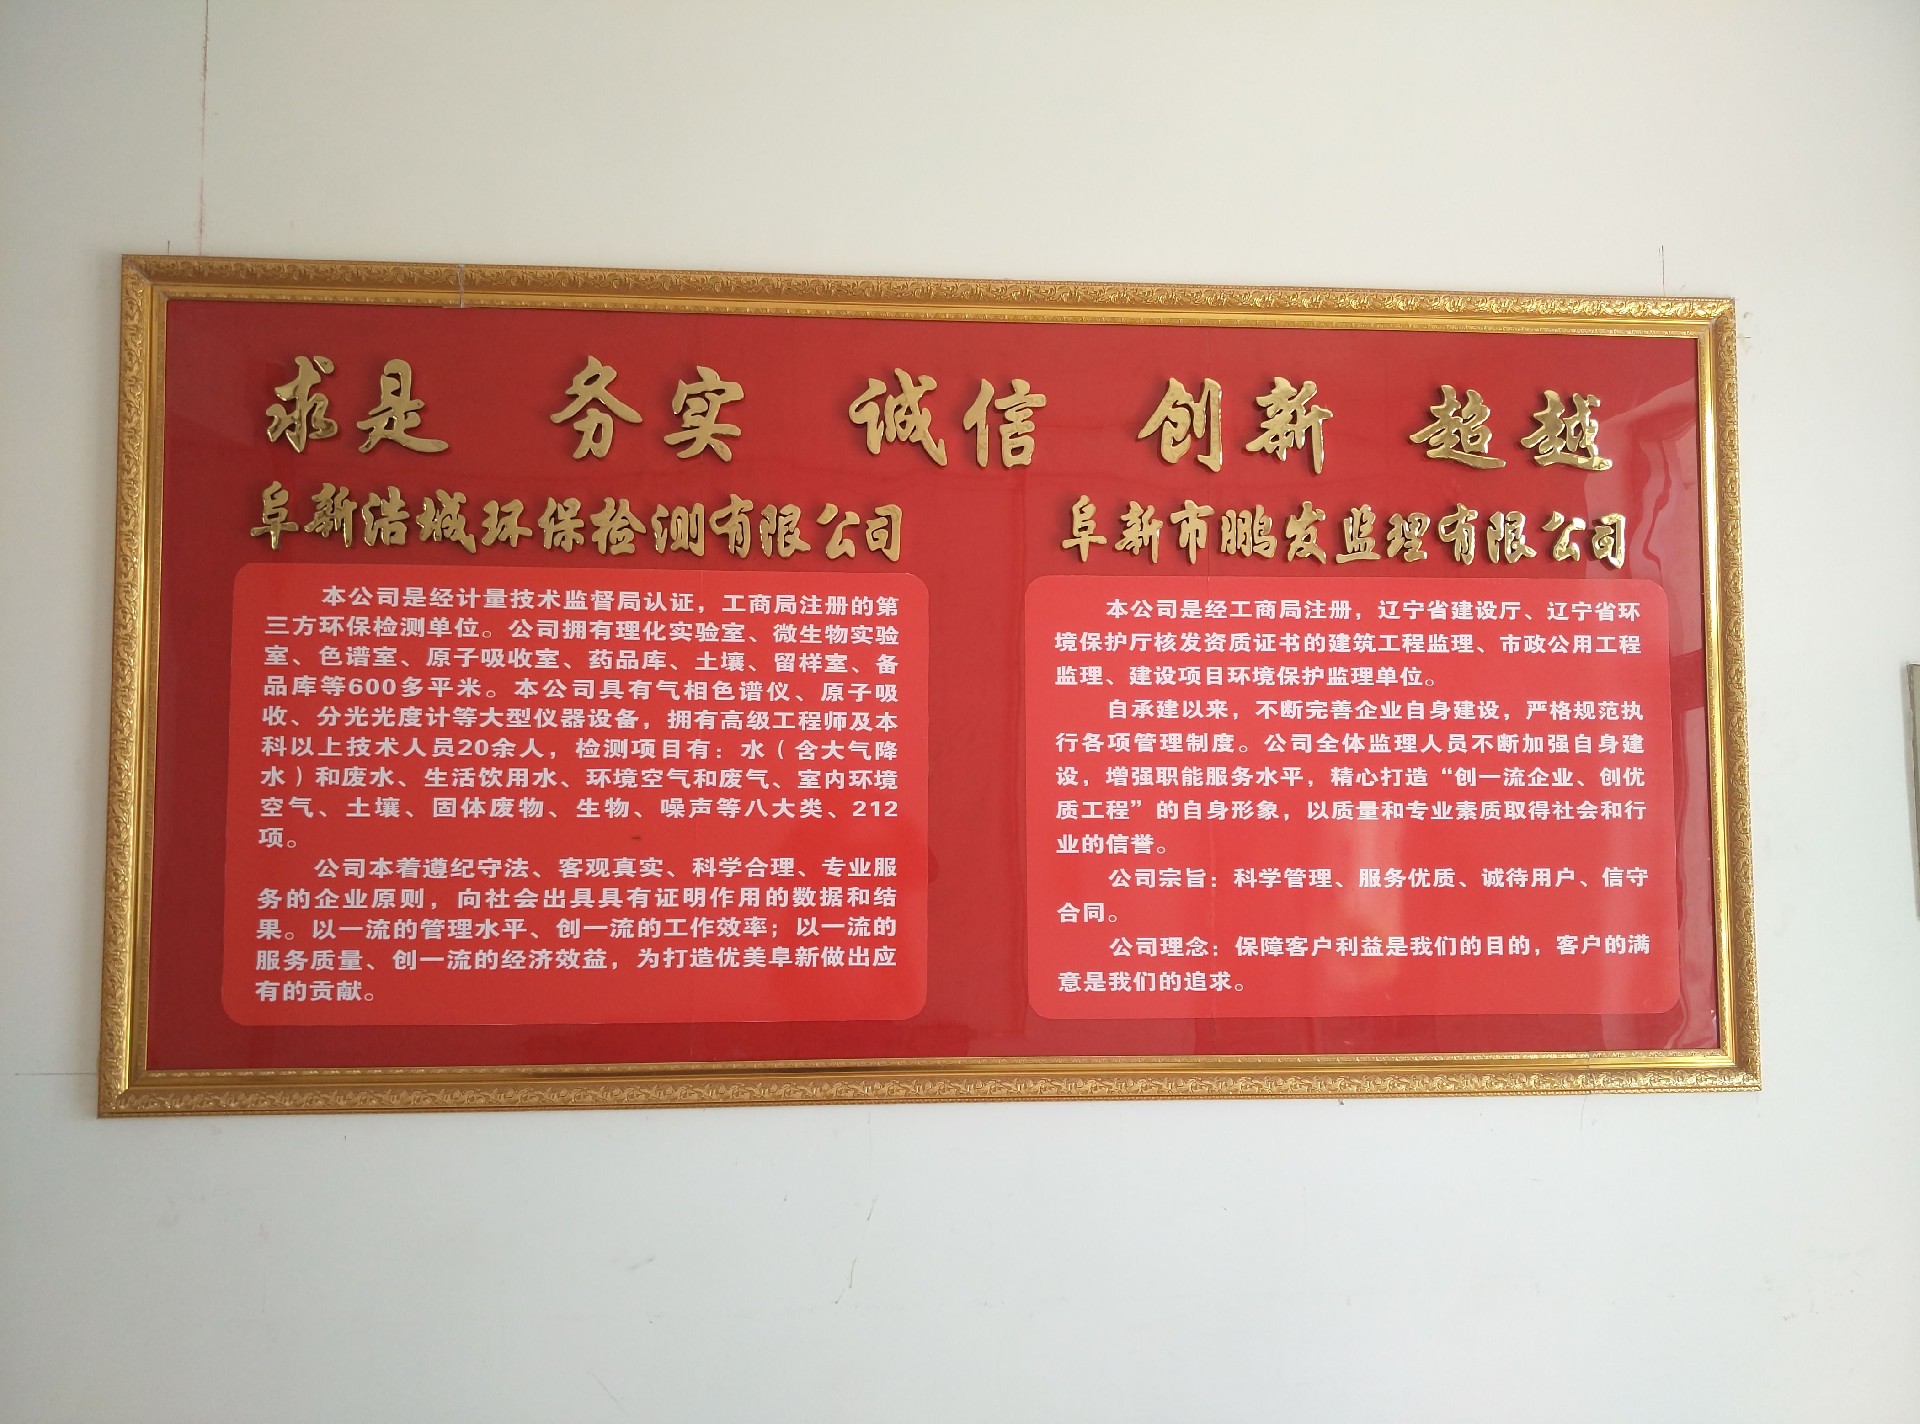 求是 务实 诚信 创新 超越
阜新浩城环保检测有限公司
本公司是经计量技术监督局认证，工商局注册的第
三方环保检测单位。公司拥有理化实验室、微生物实验
室、色谱室、原子吸收室、药品库、土壤、留样室、备
品库等600多平米。本公司具有气相色谱仪、原子吸
收、分光光度计等大型仪器设备，拥有高级工程师及本
科以上技术人员20余人，检测项目有：水（含大气降
水）和废水、生活饮用水、环境空气和废气、室内环境
空气、土壤、固体废物、生物、噪声等八大类、212
项。
公司本着遵纪守法、客观真实、科学合理、专业服
务的企业原则，向社会出具具有证明作用的数据和结
果。以一流的管理水平、创一流的工作效率；以一流的
服务质量、创一流的经济效益，为打造优美阜新做出应
有的贡献。
阜新市鹏发监理有限公司
本公司是经工商局注册，辽宁省建设厅、辽宁省环
境保护厅核发资质证书的建筑工程监理、市政公用工程
监理、建设项目环境保护监理单位。
自承建以来，不断完善企业自身建设，严格规范执
行各项管理制度。公司全体监理人员不断加强自身建
设，增强职能服务水平，精心打造“创一流企业、创优
质工程”的自身形象，以质量和专业素质取得社会和行
业的信誉。
公司宗旨：科学管理、服务优质、诚待用户、信守
合同。
公司理念：保障客户利益是我们的目的，客户的满
意是我们的追求。